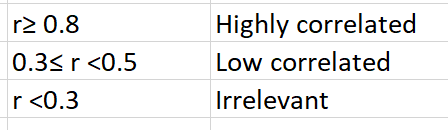 r≥ 0.8 Highly correlated
0.3≤ r <0.5 Low correlated
r <0.3 Irrelevant